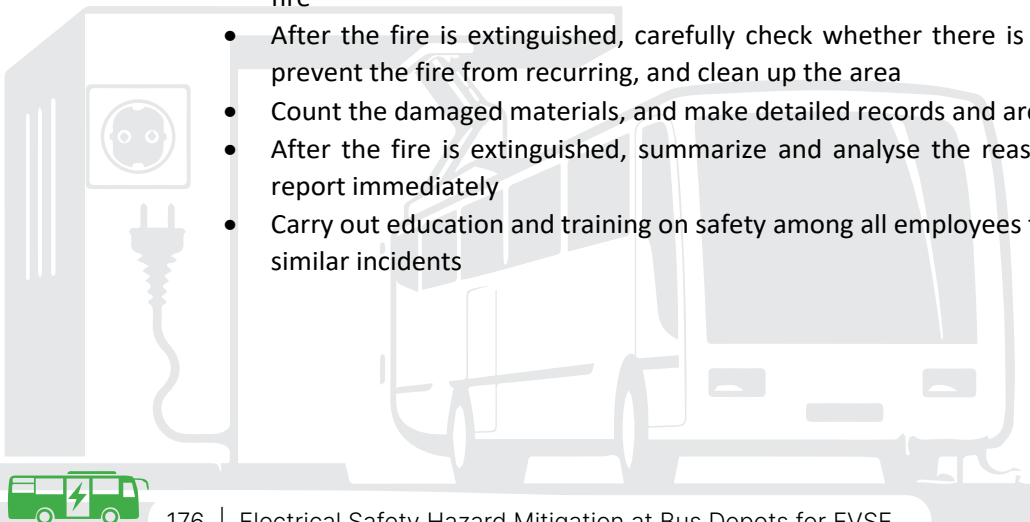 fire
• After the fire is extinguished, carefully check whether there is
prevent the fire from recurring, and clean up the area
• Count the damaged materials, and make detailed records and
• After the fire is extinguished, summarize and analyse the
report immediately
• Carry out education and training on safety among all employees
similar incidents
176 | Electrical Safety Hazard Mitigation at Bus Depots for EVSE